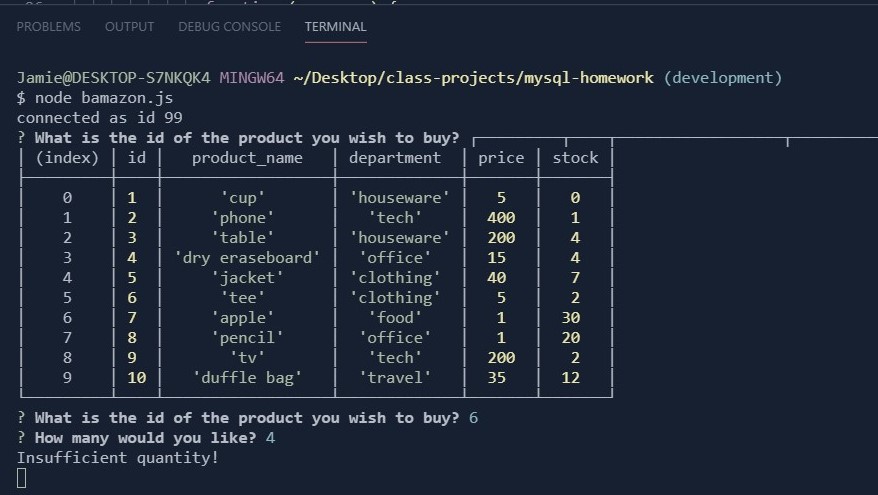 PROBLEMS OUTPUT DEBUG CONSOLE TERMINAL
Jamie@DESKTOP-S7NKQK4 MINGW64 ~/Desktop/class-projects/mysql-homework (development)
$ node bamazon.js
connected as id 99
? What is the id of the product you wish to buy?
(index) id product_name department price stock
0 1 'cup' 'houseware' 5 0
1 2 'phone' 'tech' 400 1
2 3 'table' 'houseware' 200 4
3 4 'dry eraseboard' 'office' 15 4
4 5 'jacket' 'clothing' 40 7
5 6 'tee' 'clothing' 5 2
6 7 'apple' 'food' 1 30
7 8 'pencil' 'office' 1 20
8 9 'tv' 'tech' 200 2
9 10 'duffle bag' 'travel' 35 12
? What is the id of the product you wish to buy? 6
? How many would you like? 4
Insufficient quantity!